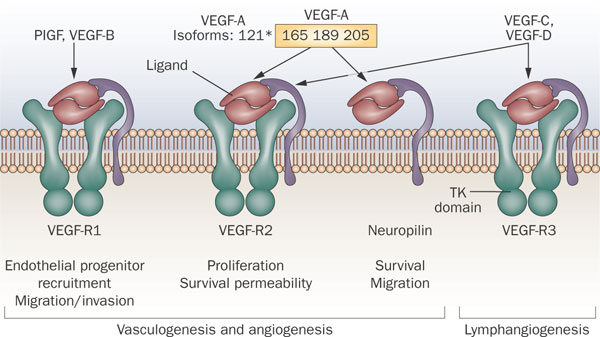 PIGF, VEGF-B
VEGF-A
Isoforms: 121*
VEGF-A
165 189 205
VEGF-C,
VEGF-D
Ligand
TK
domain
VEGF-R1
VEGF-R2
Neuropilin
VEGF-R3
Endothelial progenitor
recruitment
Migration/invasion
Proliferation
Survival permeability
Survival
Migration
Vasculogenesis and angiogenesis
Lymphangiogenesis